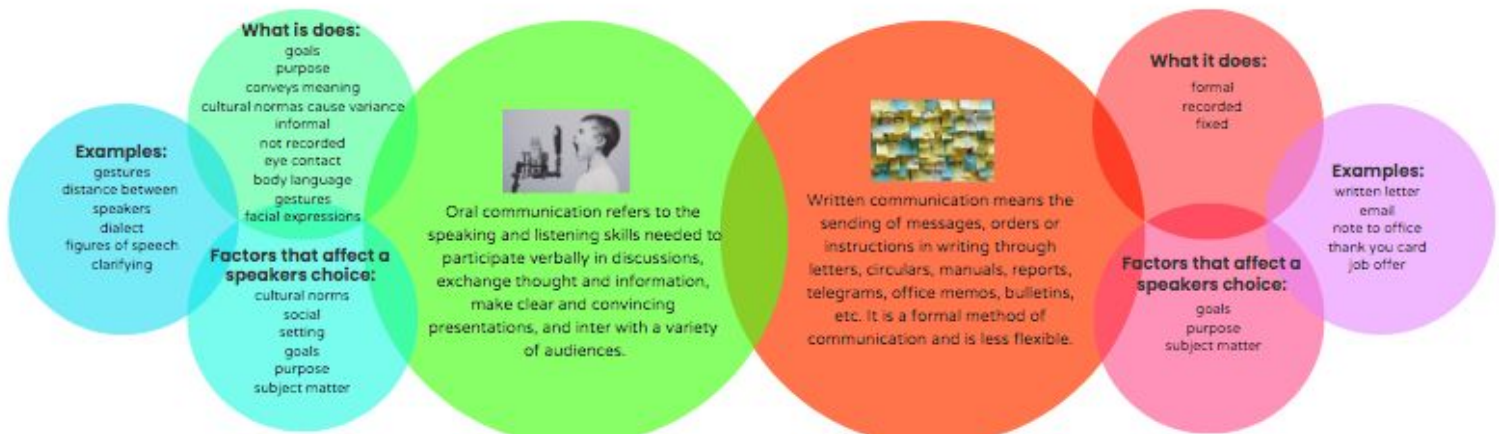 What is does:
goals
purpose
conveys meaning
cultural normas cause variance
informal
not recorded
eye contact
body language
gestures
facial expressions
Examples:
gestures
distance between
speakers
dialect
figures of speech
clarifying
Factors that affect a
speakers choice:
cultural norms
social
setting
goals
purpose
subject matter
Oral communication refers to the
speaking and listening skills needed to
participate verbally in discussions,
exchange thought and information,
make clear and convincing
presentations, and inter with a variety
of audiences.
Written communication means the
sending of messages, orders or
instructions in writing through
letters, circulars, manuals, reports,
telegrams, office memos, bulletins,
etc. It is a formal method of
communication and is less flexible.
What it does:
formal
recorded
fixed
Factors that affect a
speakers choice:
goals
purpose
subject matter
Examples:
written letter
email
note to office
thank you card
job offer